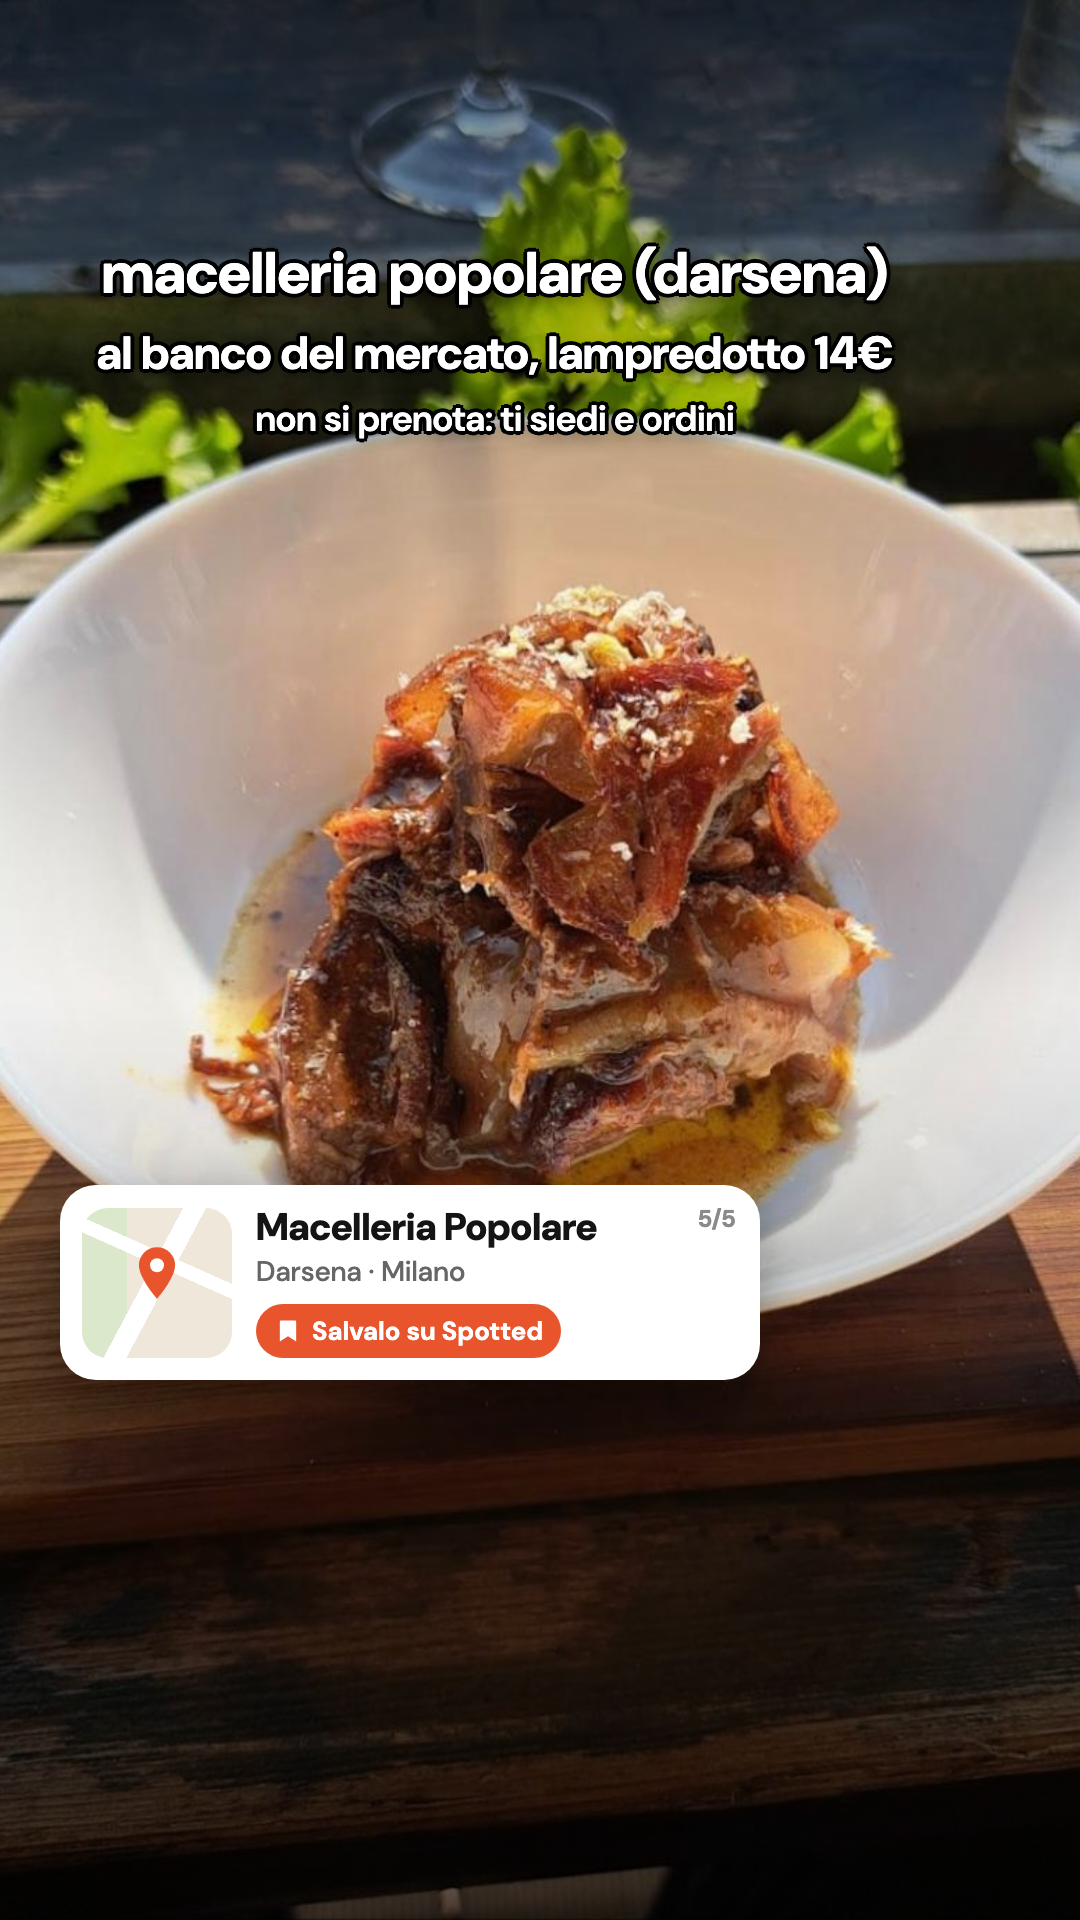 macelleria popolare (darsena)
al banco del mercato, lampredotto 14€
non si prenota: ti siedi e ordini
Macelleria Popolare
5/5
Darsena · Milano
Salvalo su Spotted